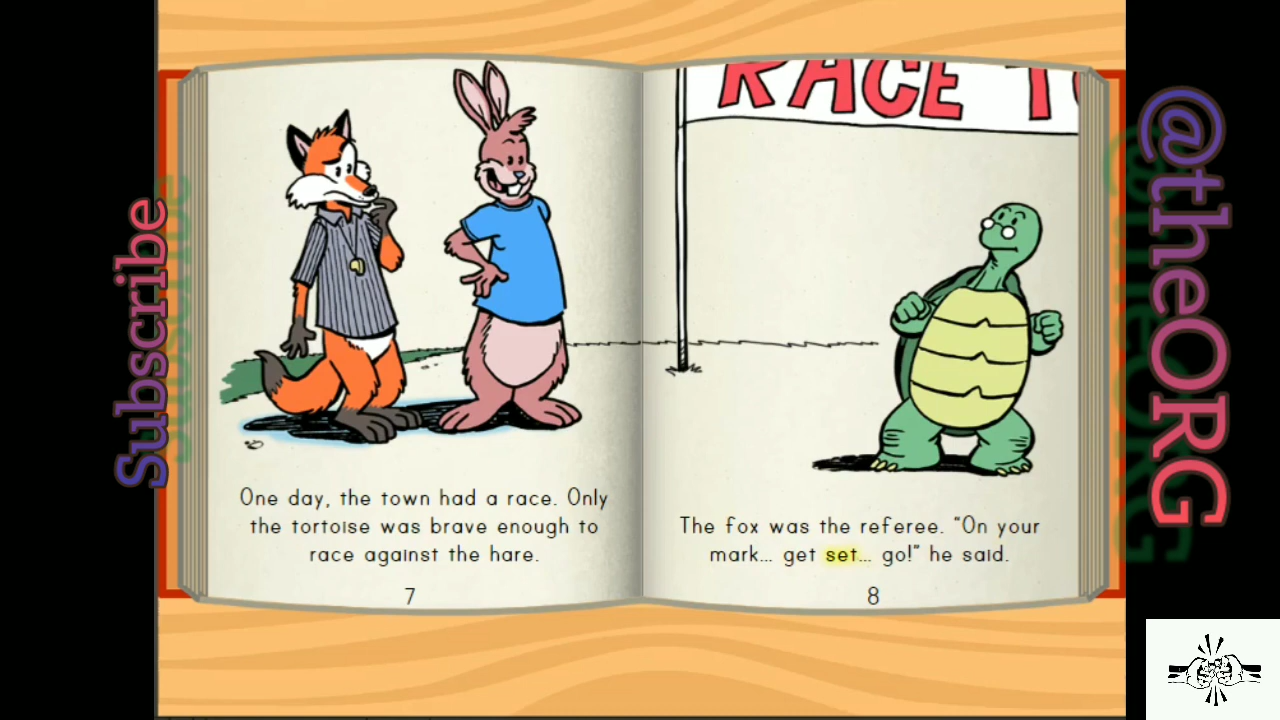 Subscribe
RACE T
One day, the town had a race. Only
the tortoise was brave enough to
race against the hare.
7
The fox was the referee. “On your
mark... get set... go!” he said.
8
@theORG